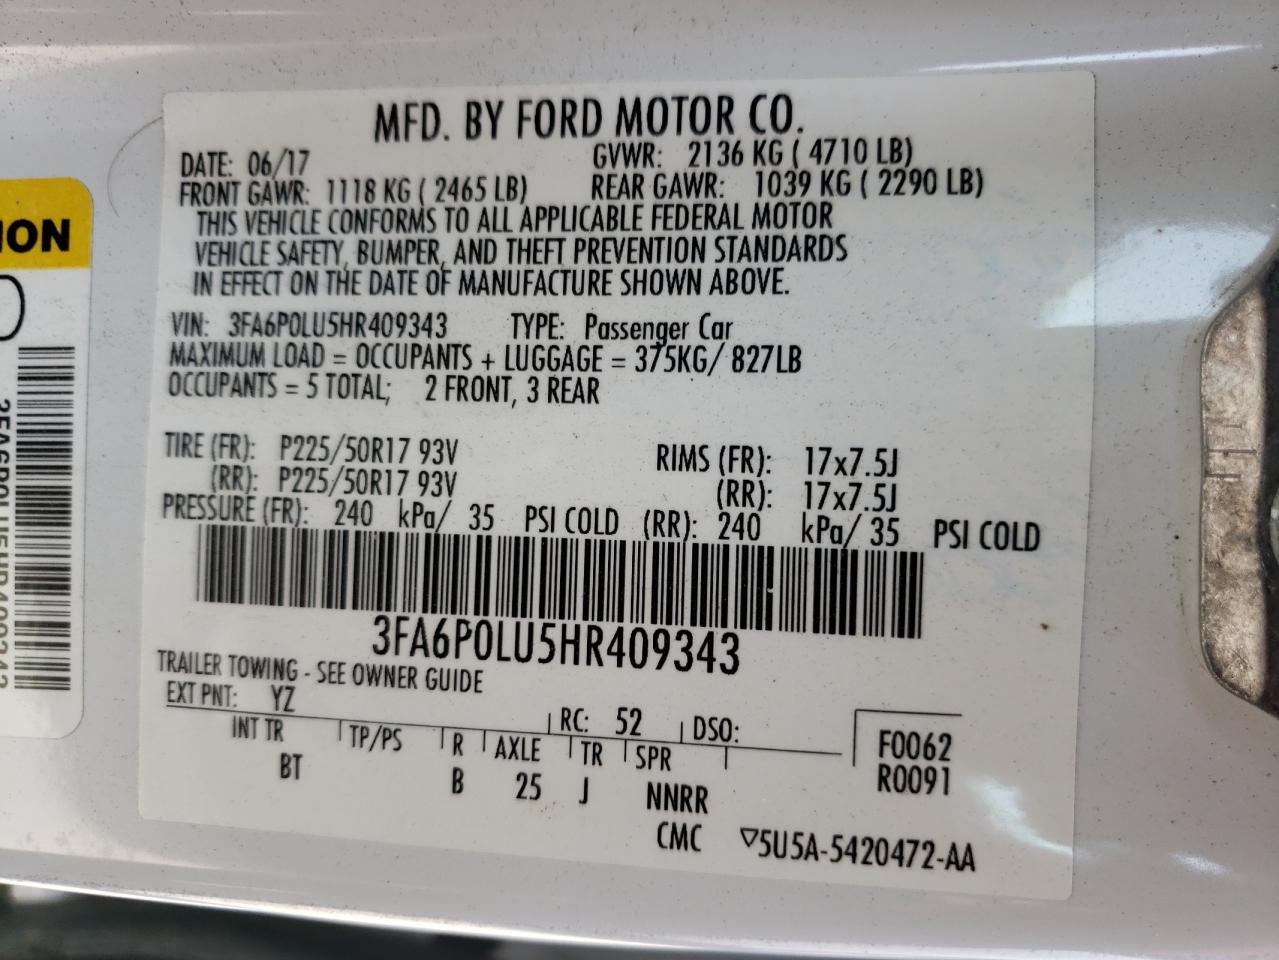 MFD. BY FORD MOTOR CO.
DATE: 06/17 GVWR: 2136 KG ( 4710 LB)
FRONT GAWR: 1118 KG ( 2465 LB) REAR GAWR: 1039 KG ( 2290 LB)
THIS VEHICLE CONFORMS TO ALL APPLICABLE FEDERAL MOTOR
VEHICLE SAFETY, BUMPER, AND THEFT PREVENTION STANDARDS
IN EFFECT ON THE DATE OF MANUFACTURE SHOWN ABOVE.
VIN: 3FA6P0LU5HR409343 TYPE: Passenger Car
MAXIMUM LOAD = OCCUPANTS + LUGGAGE = 375KG/ 827LB
OCCUPANTS = 5 TOTAL; 2 FRONT, 3 REAR
TIRE (FR): P225/50R17 93V RIMS (FR): 17x7.5J
(RR): P225/50R17 93V (RR): 17x7.5J
PRESSURE (FR): 240 kPa/ 35 PSI COLD (RR): 240 kPa/ 35 PSI COLD
3FA6P0LU5HR409343
TRAILER TOWING - SEE OWNER GUIDE
EXT PNT: YZ RC: 52 DSO:
INT TR TP/PS R AXLE TR SPR F0062
BT B 25 J NNRR R0091
CMC ▽5U5A-5420472-AA
ION
3FA6P0LU5HR409343